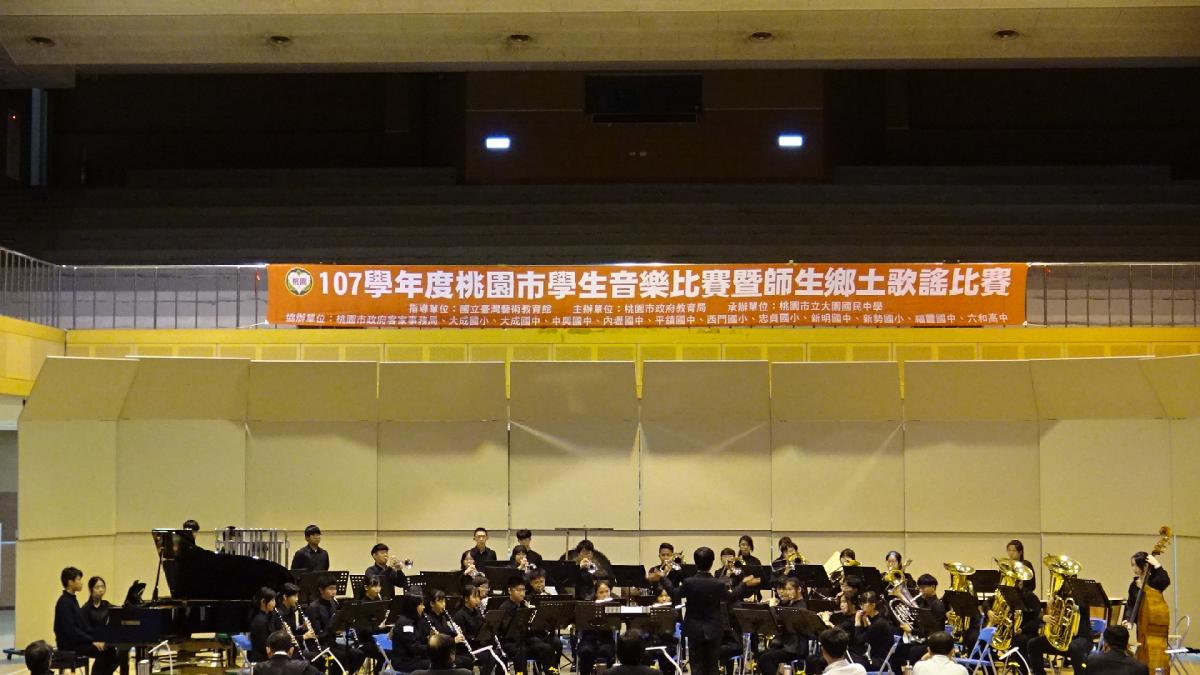 桃園
107學年度桃園市學生音樂比賽暨師生鄉土歌謠比賽
指導單位：國立臺灣藝術教育館 主辦單位：桃園市政府教育局 承辦單位：桃園市立大園國民中學
協辦單位：桃園市政府客家事務局、大成國小、大成國中、中興國中、內壢國中、平鎮國中、西門國小、忠貞國小、新明國中、新勢國小、福豐國中、六和高中